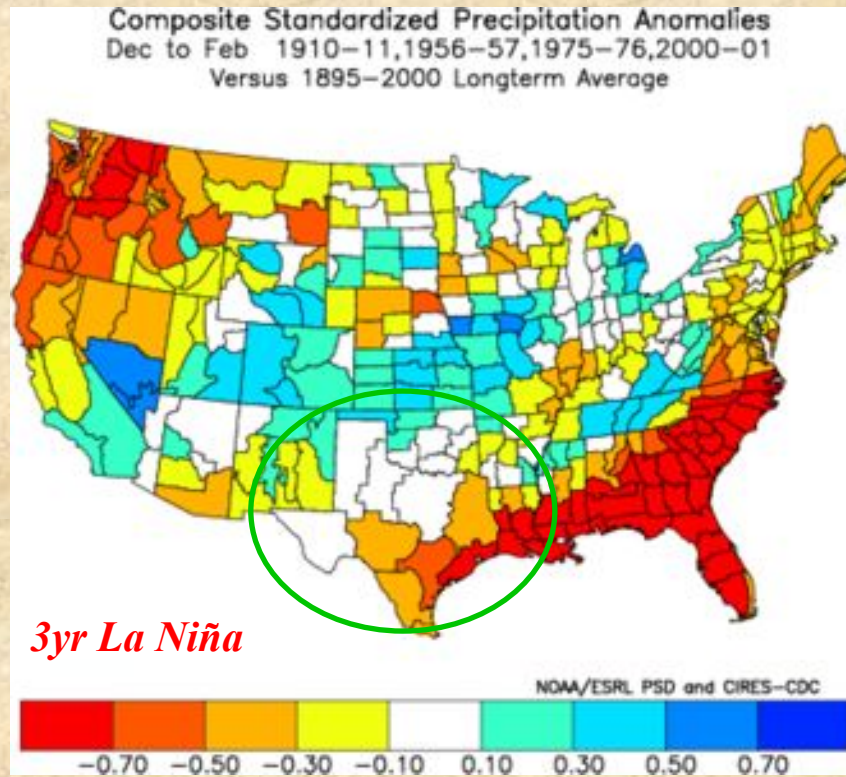 Composite Standardized Precipitation Anomalies
Dec to Feb 1910-11,1956-57,1975-76,2000-01
Versus 1895-2000 Longterm Average
3yr La Niña
NOAA/ESRL PSD and CIRES-CDC
-0.70 -0.50 -0.30 -0.10 0.10 0.30 0.50 0.70